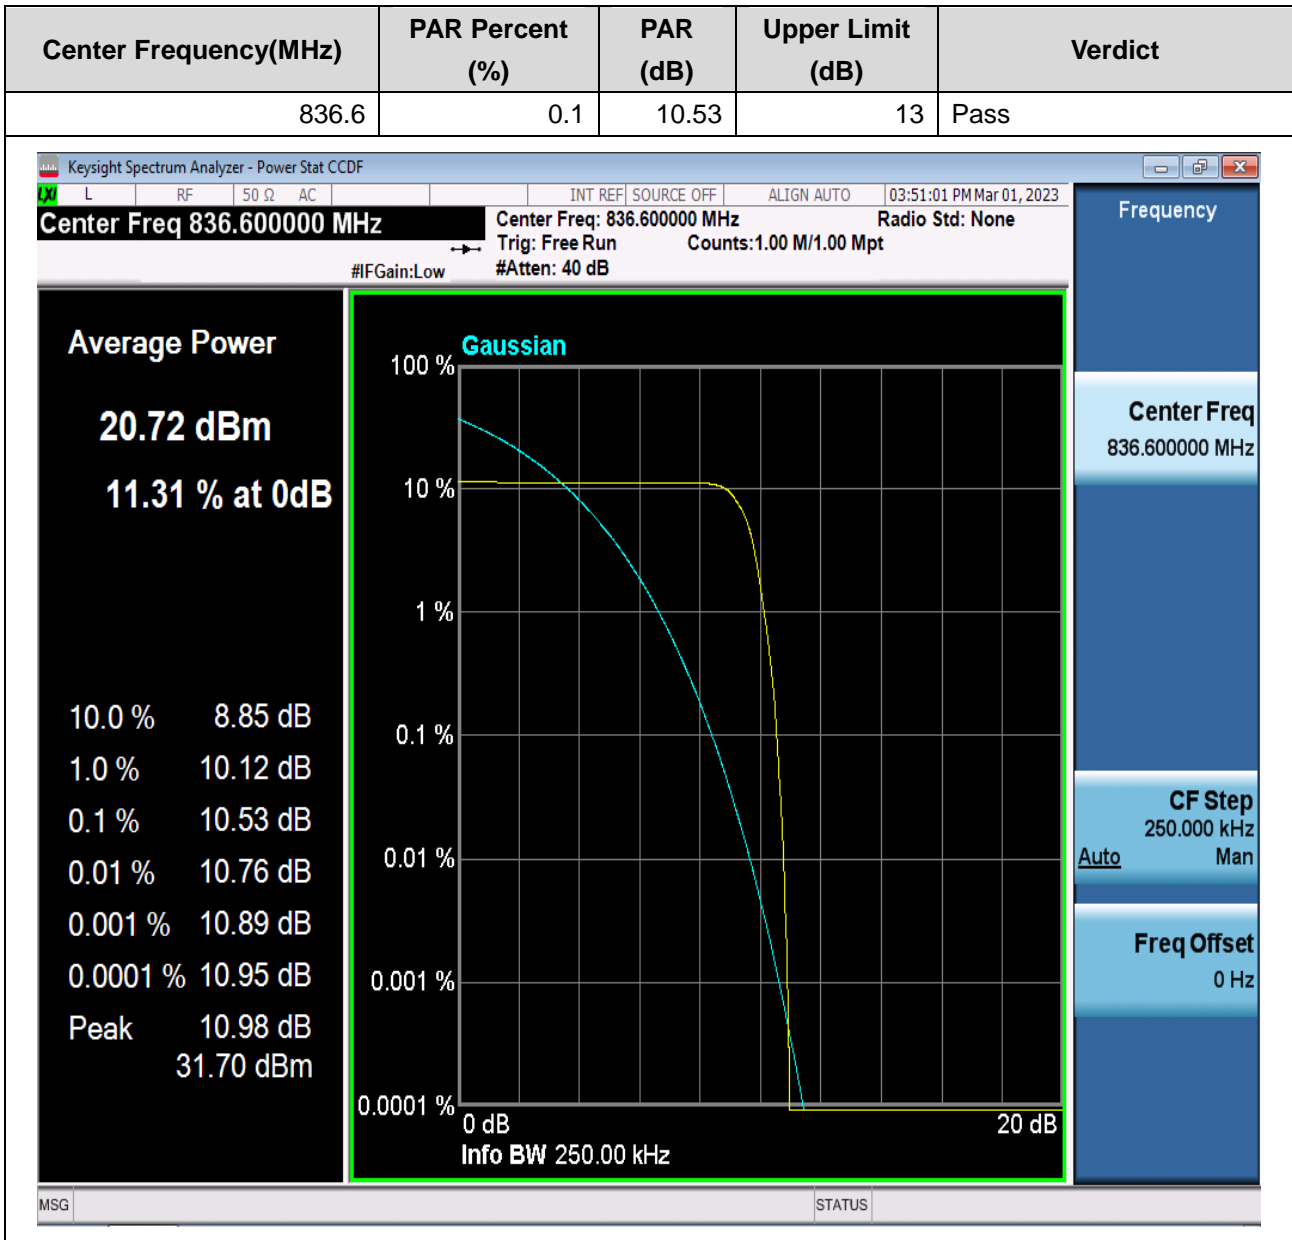 Center Frequency(MHz) PAR Percent (%) PAR (dB) Upper Limit (dB) Verdict
836.6 0.1 10.53 13 Pass
Keysight Spectrum Analyzer - Power Stat CCDF
LXI L RF 50 Ω AC INT REF SOURCE OFF ALIGN AUTO 03:51:01 PM Mar 01, 2023
Center Freq 836.600000 MHz
Center Freq: 836.600000 MHz Radio Std: None
Trig: Free Run Counts:1.00 M/1.00 Mpt
#IFGain:Low #Atten: 40 dB
Average Power
20.72 dBm
11.31 % at 0dB
10.0 % 8.85 dB
1.0 % 10.12 dB
0.1 % 10.53 dB
0.01 % 10.76 dB
0.001 % 10.89 dB
0.0001 % 10.95 dB
Peak 10.98 dB
31.70 dBm
Gaussian
100 %
10 %
1 %
0.1 %
0.01 %
0.001 %
0.0001 %
0 dB 20 dB
Info BW 250.00 kHz
Frequency
Center Freq
836.600000 MHz
CF Step
250.000 kHz
Auto Man
Freq Offset
0 Hz
MSG STATUS